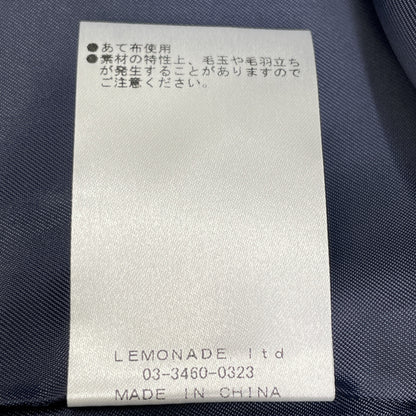 ●あて布使用
●素材の特性上、毛玉や毛羽立ち
が発生することがありますので
ご注意ください。
LEMONADE. ltd
03-3460-0323
MADE IN CHINA